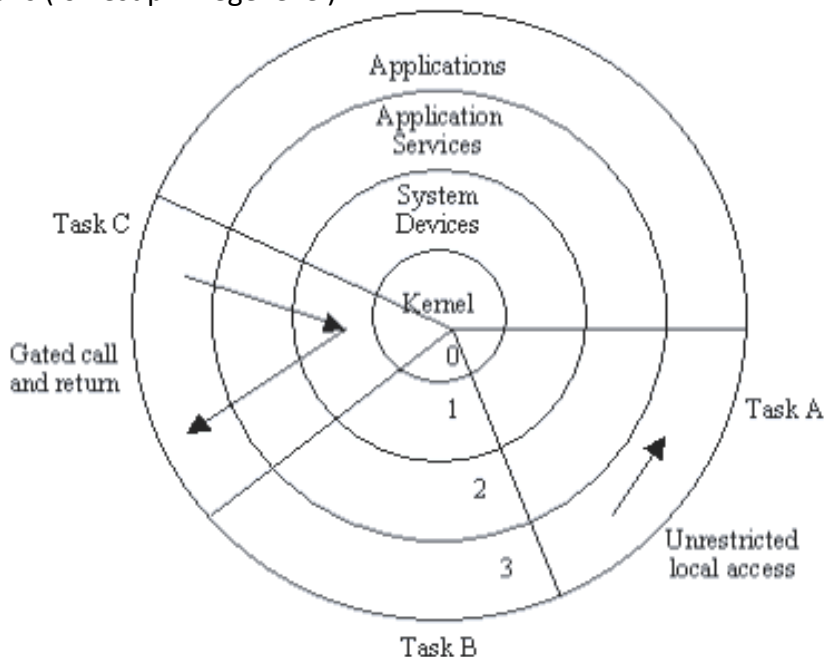 Applications
Application
Services
System
Devices
Task C
Kernel
0
Gated call
and return
1
Task A
2
Unrestricted
local access
3
Task B